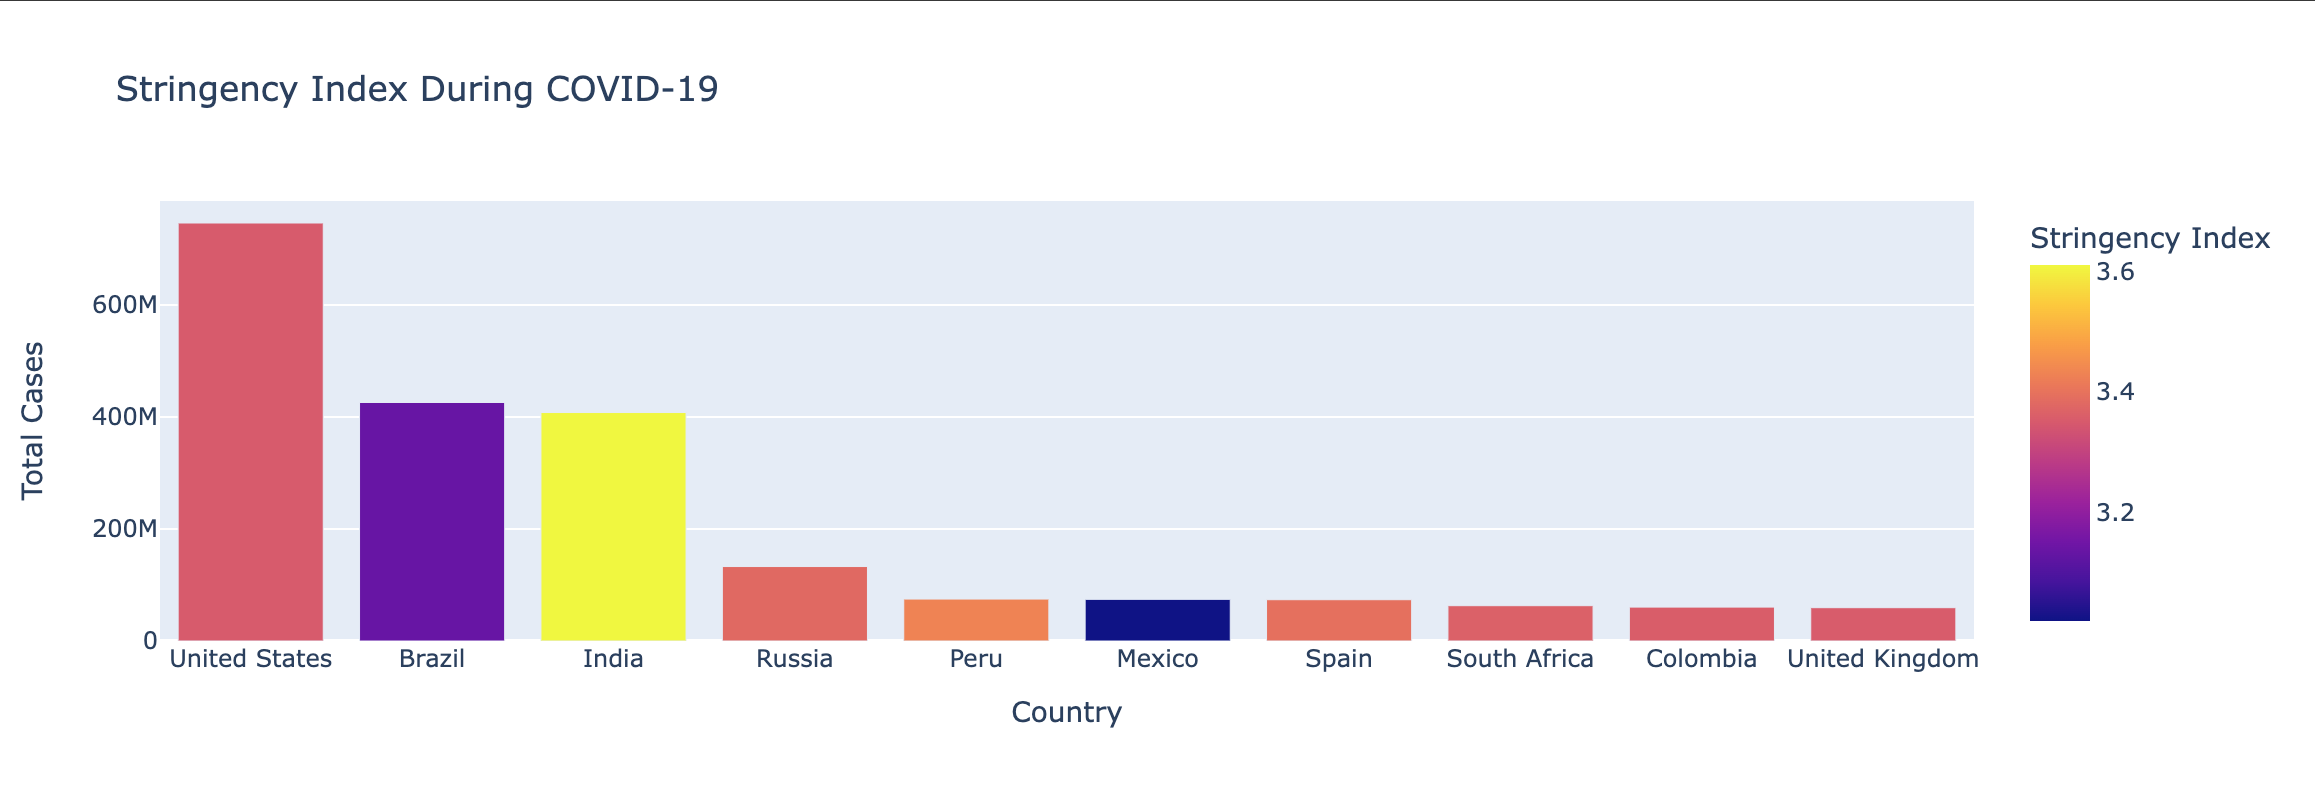 Stringency Index During COVID-19
Total Cases
600M
400M
200M
0
United States
Brazil
India
Russia
Peru
Mexico
Spain
South Africa
Colombia
United Kingdom
Country
Stringency Index
3.6
3.4
3.2